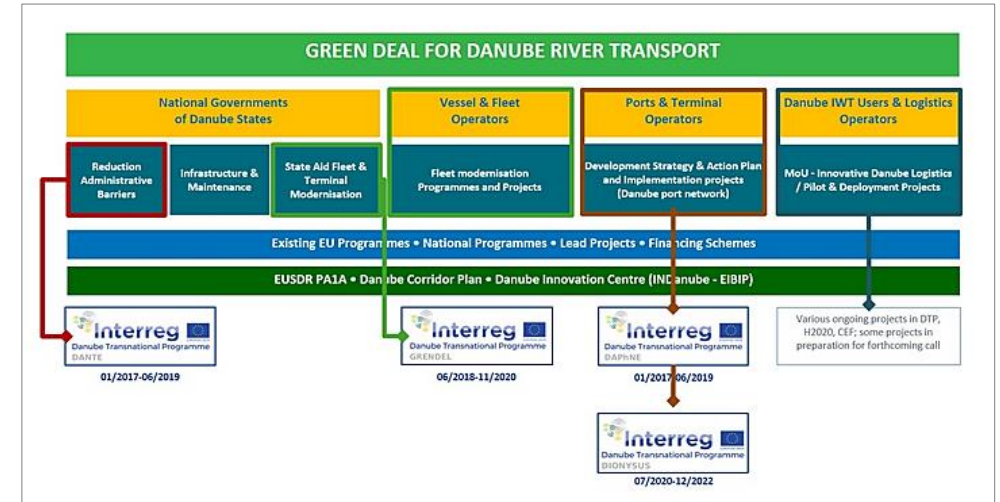 GREEN DEAL FOR DANUBE RIVER TRANSPORT
National Governments
of Danube States
Vessel & Fleet
Operators
Ports & Terminal
Operators
Danube IWT Users & Logistics
Operators
Reduction
Administrative
Barriers
Infrastructure &
Maintenance
State Aid Fleet &
Terminal
Modernisation
Fleet modernisation
Programmes and Projects
Development Strategy & Action Plan
and Implementation projects
(Danube port network)
MoU - Innovative Danube Logistics
/ Pilot & Deployment Projects
Existing EU Programmes • National Programmes • Lead Projects • Financing Schemes
EUSDR PA1A • Danube Corridor Plan • Danube Innovation Centre (INDanube - EIBIP)
Interreg
Danube Transnational Programme
DANTE
01/2017-06/2019
Interreg
Danube Transnational Programme
GRENDEL
06/2018-11/2020
Interreg
Danube Transnational Programme
DAPhNE
01/2017-06/2019
Various ongoing projects in DTP,
H2020, CEF; some projects in
preparation for forthcoming call
Interreg
Danube Transnational Programme
DIONYSUS
07/2020-12/2022